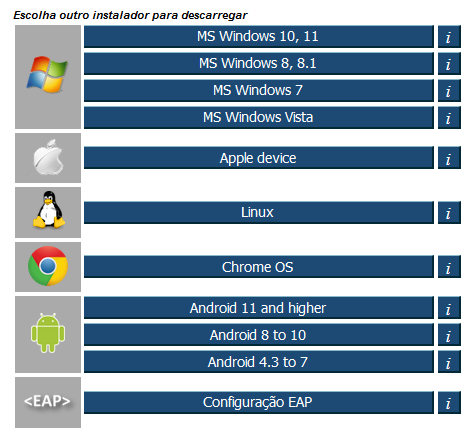 Escolha outro instalador para descarregar
MS Windows 10, 11 i
MS Windows 8, 8.1 i
MS Windows 7 i
MS Windows Vista i
Apple device i
Linux i
Chrome OS i
Android 11 and higher i
Android 8 to 10 i
Android 4.3 to 7 i
<EAP> Configuração EAP i